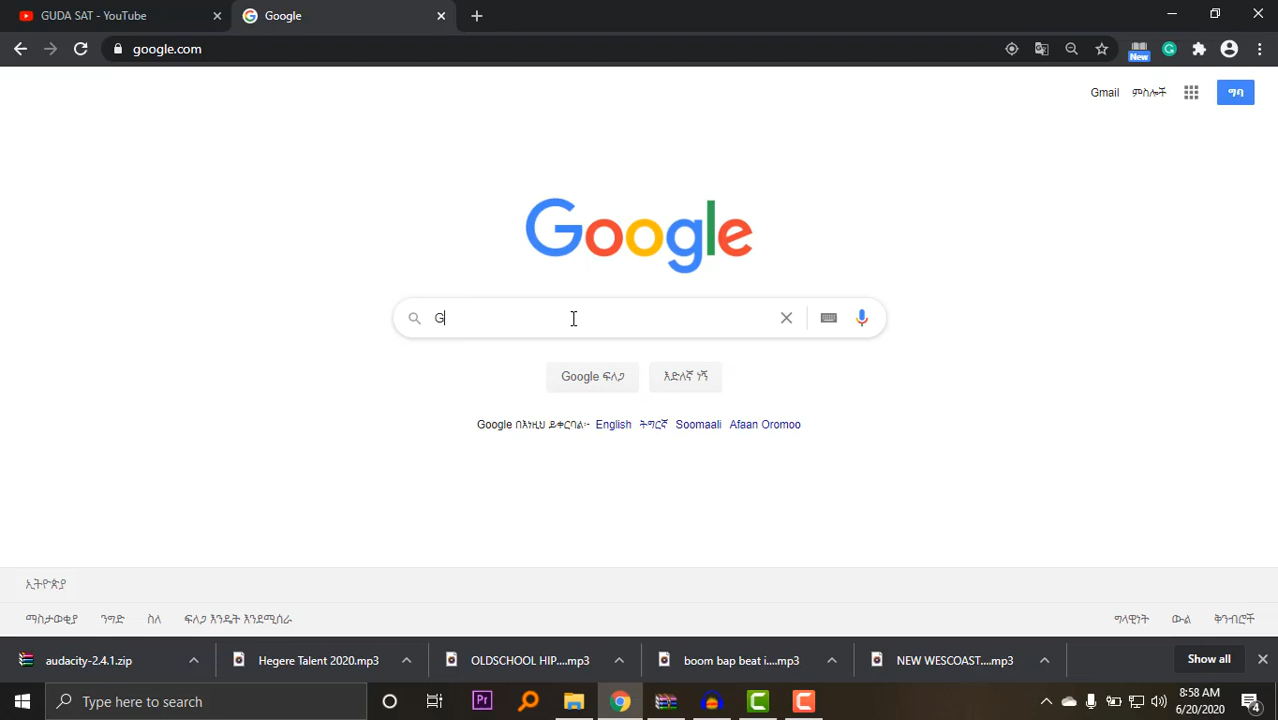 GUDA SAT - YouTube
Google
google.com
New
Gmail ምስሎች ግባ
Google
G
Google ፍለጋ እድለኛ ነኝ
Google በእነዚህ ይቀርባል፦ English ትግርኛ Soomaali Afaan Oromoo
ኢትዮጵያ
ማስታወቂያ ንግድ ስለ ፍለጋ እንዴት እንደሚሰራ ግላዊነት ውል ቅንብሮች
audacity-2.4.1.zip Hegere Talent 2020.mp3 OLDSCHOOL HIP....mp3 boom bap beat i....mp3 NEW WESCOAST....mp3 Show all
Type here to search
Pr
8:58 AM
6/20/2020
4